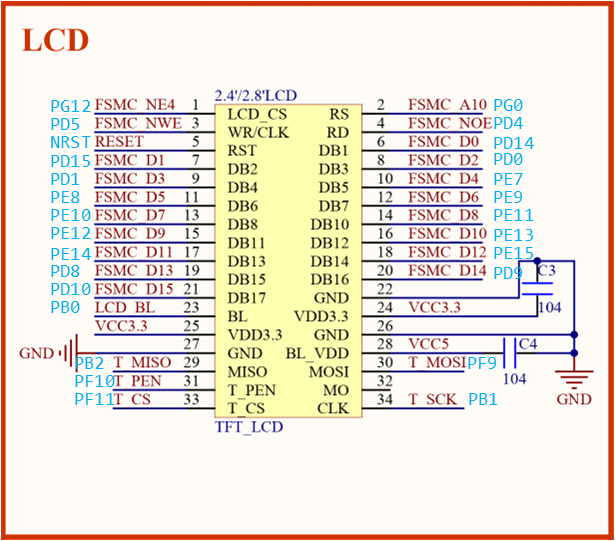 LCD
2.4'/2.8'LCD
PG12 FSMC_NE4 1 LCD_CS RS 2 FSMC_A10 PG0
PD5 FSMC_NWE 3 WR/CLK RD 4 FSMC_NOE PD4
NRST RESET 5 RST DB1 6 FSMC_D0 PD14
PD15 FSMC_D1 7 DB2 DB3 8 FSMC_D2 PD0
PD1 FSMC_D3 9 DB4 DB5 10 FSMC_D4 PE7
PE8 FSMC_D5 11 DB6 DB7 12 FSMC_D6 PE9
PE10 FSMC_D7 13 DB8 DB10 14 FSMC_D8 PE11
PE12 FSMC_D9 15 DB11 DB12 16 FSMC_D10 PE13
PE14 FSMC_D11 17 DB13 DB14 18 FSMC_D12 PE15
PD8 FSMC_D13 19 DB15 DB16 20 FSMC_D14 PD9 C3
PD10 FSMC_D15 21 DB17 GND 22
PB0 LCD_BL 23 BL VDD3.3 24 VCC3.3 104
VCC3.3 25 VDD3.3 GND 26
GND 27 GND BL_VDD 28 VCC5 C4
PB2 T_MISO 29 MISO MOSI 30 T_MOSI PF9 104
PF10 T_PEN 31 T_PEN MO 32
PF11 T_CS 33 T_CS CLK 34 T_SCK PB1 GND
TFT_LCD